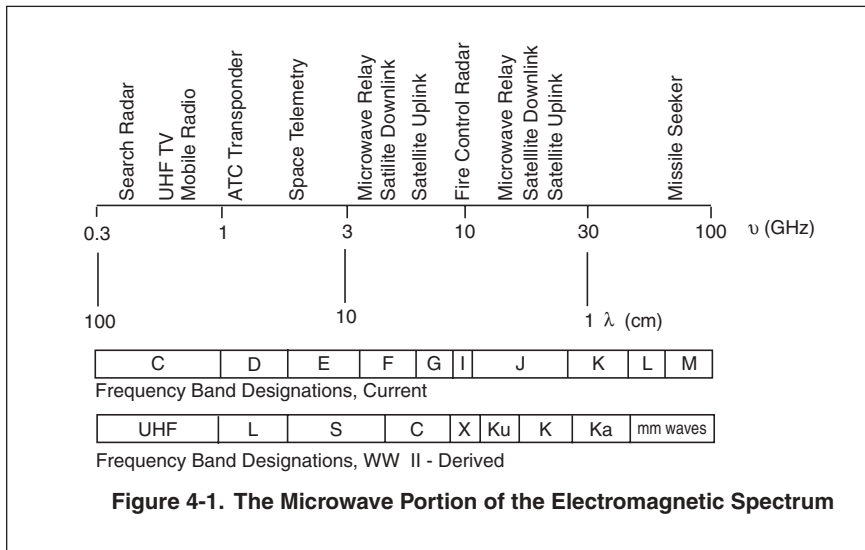 Search Radar
UHF TV
Mobile Radio
ATC Transponder
Space Telemetry
Microwave Relay
Satilite Downlink
Satellite Uplink
Fire Control Radar
Microwave Relay
Satelllite Downlink
Satellite Uplink
Missile Seeker
0.3 1 3 10 30 100 υ (GHz)
100 10 1 λ (cm)
C D E F G I J K L M
Frequency Band Designations, Current
UHF L S C X Ku K Ka mm waves
Frequency Band Designations, WW II - Derived
Figure 4-1. The Microwave Portion of the Electromagnetic Spectrum